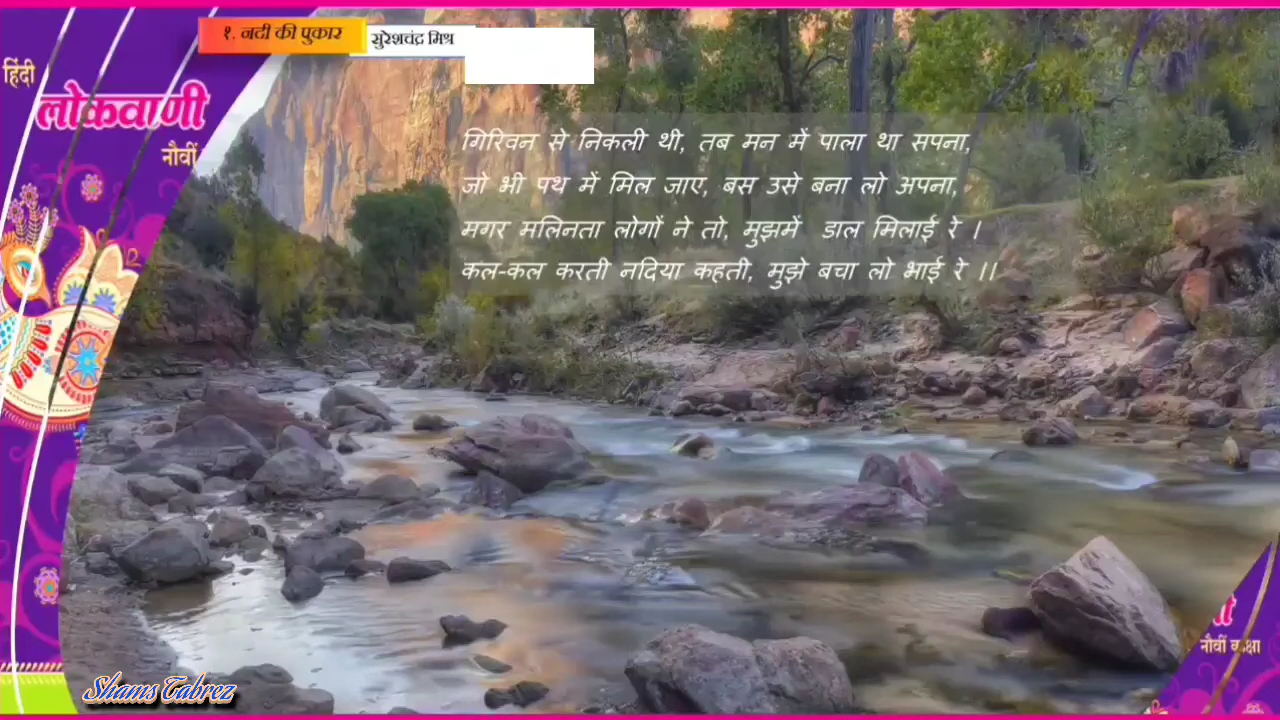 १. नदी की पुकार
सुरेशचंद्र मिश्र
हिंदी
लोकवाणी
नौवीं
गिरिवन से निकली थी, तब मन में पाला था सपना,
जो भी पथ में मिल जाए, बस उसे बना लो अपना,
मगर मलिनता लोगों ने तो, मुझमें डाल मिलाई रे ।
कल-कल करती नदिया कहती, मुझे बचा लो भाई रे ।।
नौवीं कक्षा
Shams Tabrez